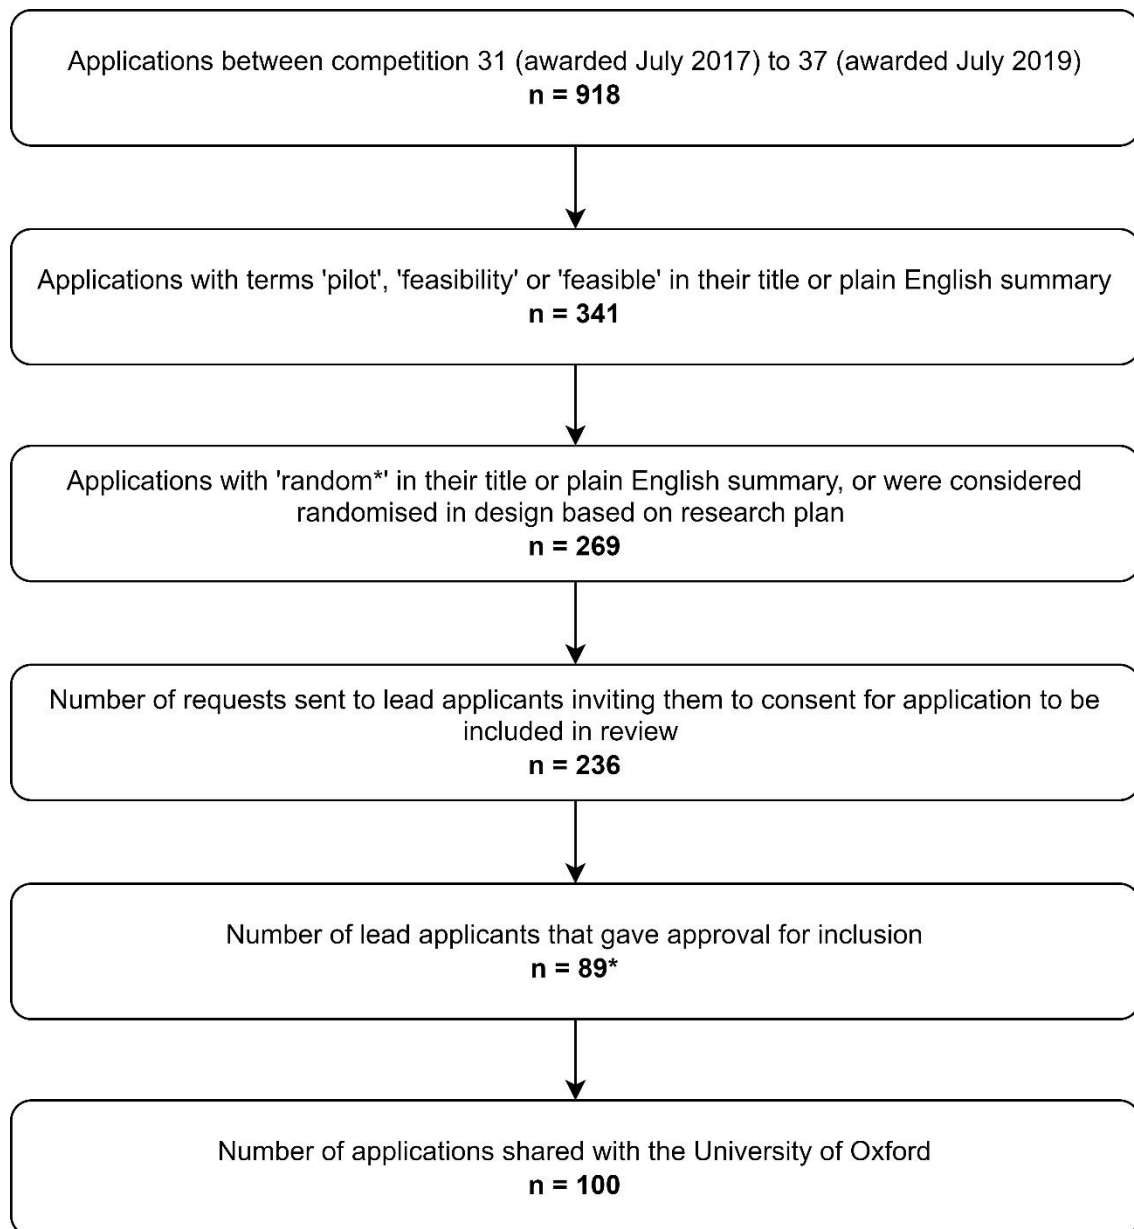 Applications between competition 31 (awarded July 2017) to 37 (awarded July 2019)
n = 918
Applications with terms 'pilot', 'feasibility' or 'feasible' in their title or plain English summary
n = 341
Applications with 'random*' in their title or plain English summary, or were considered
randomised in design based on research plan
n = 269
Number of requests sent to lead applicants inviting them to consent for application to be
included in review
n = 236
Number of lead applicants that gave approval for inclusion
n = 89*
Number of applications shared with the University of Oxford
n = 100